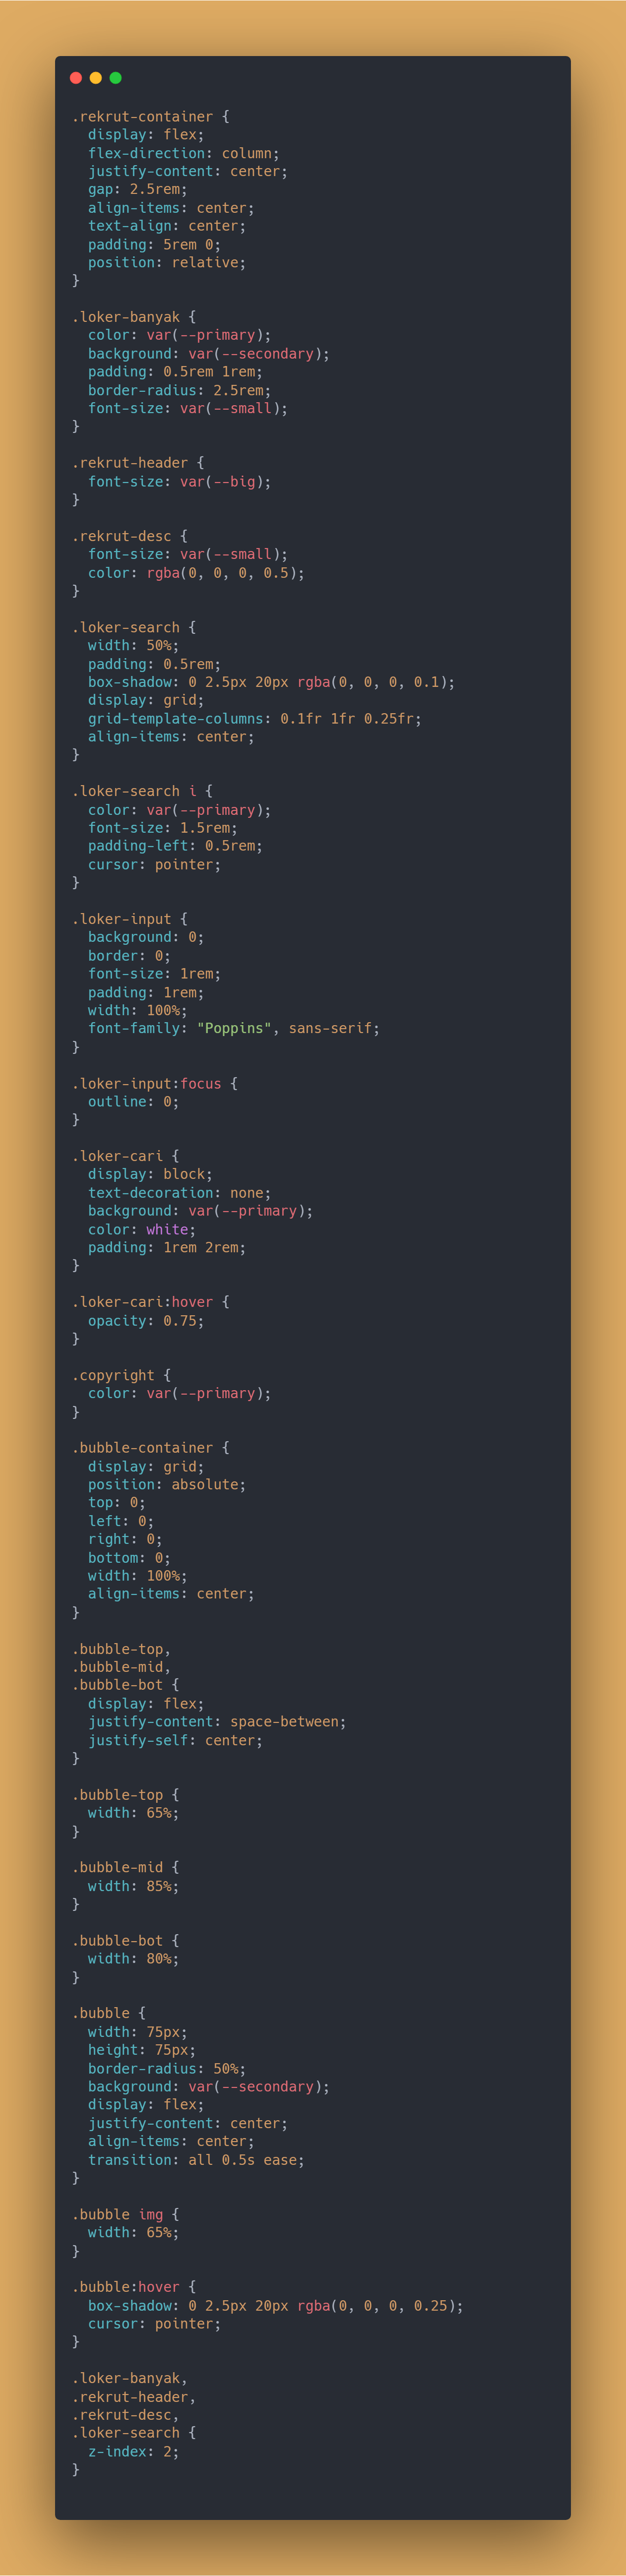 .rekrut-container {
  display: flex;
  flex-direction: column;
  justify-content: center;
  gap: 2.5rem;
  align-items: center;
  text-align: center;
  padding: 5rem 0;
  position: relative;
}

.loker-banyak {
  color: var(--primary);
  background: var(--secondary);
  padding: 0.5rem 1rem;
  border-radius: 2.5rem;
  font-size: var(--small);
}

.rekrut-header {
  font-size: var(--big);
}

.rekrut-desc {
  font-size: var(--small);
  color: rgba(0, 0, 0, 0.5);
}

.loker-search {
  width: 50%;
  padding: 0.5rem;
  box-shadow: 0 2.5px 20px rgba(0, 0, 0, 0.1);
  display: grid;
  grid-template-columns: 0.1fr 1fr 0.25fr;
  align-items: center;
}

.loker-search i {
  color: var(--primary);
  font-size: 1.5rem;
  padding-left: 0.5rem;
  cursor: pointer;
}

.loker-input {
  background: 0;
  border: 0;
  font-size: 1rem;
  padding: 1rem;
  width: 100%;
  font-family: "Poppins", sans-serif;
}

.loker-input:focus {
  outline: 0;
}

.loker-cari {
  display: block;
  text-decoration: none;
  background: var(--primary);
  color: white;
  padding: 1rem 2rem;
}

.loker-cari:hover {
  opacity: 0.75;
}

.copyright {
  color: var(--primary);
}

.bubble-container {
  display: grid;
  position: absolute;
  top: 0;
  left: 0;
  right: 0;
  bottom: 0;
  width: 100%;
  align-items: center;
}

.bubble-top,
.bubble-mid,
.bubble-bot {
  display: flex;
  justify-content: space-between;
  justify-self: center;
}

.bubble-top {
  width: 65%;
}

.bubble-mid {
  width: 85%;
}

.bubble-bot {
  width: 80%;
}

.bubble {
  width: 75px;
  height: 75px;
  border-radius: 50%;
  background: var(--secondary);
  display: flex;
  justify-content: center;
  align-items: center;
  transition: all 0.5s ease;
}

.bubble img {
  width: 65%;
}

.bubble:hover {
  box-shadow: 0 2.5px 20px rgba(0, 0, 0, 0.25);
  cursor: pointer;
}

.loker-banyak,
.rekrut-header,
.rekrut-desc,
.loker-search {
  z-index: 2;
}